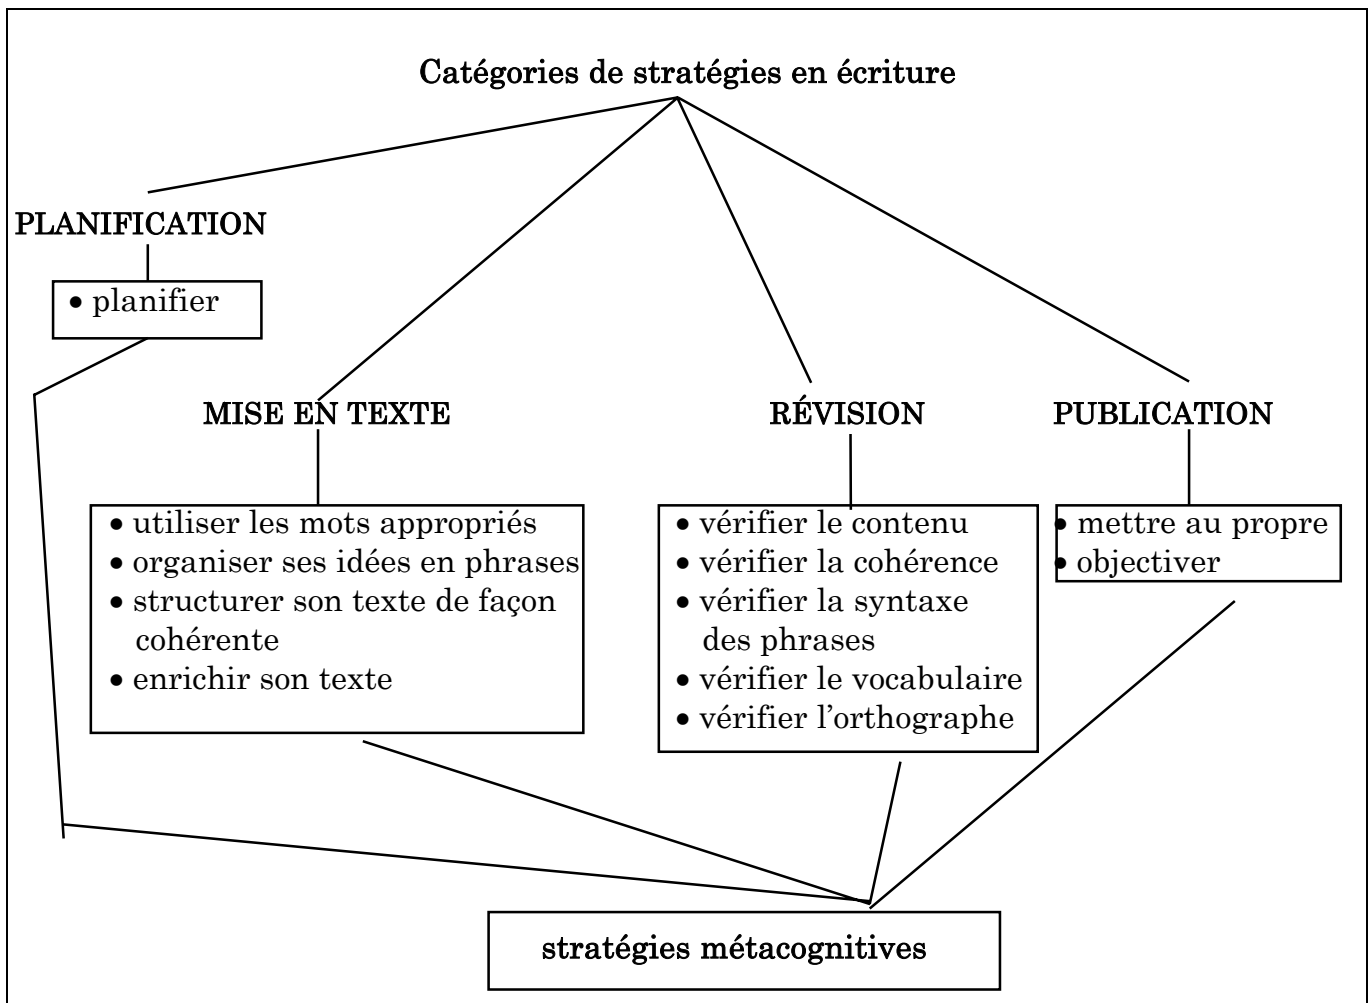 Catégories de stratégies en écriture
PLANIFICATION
• planifier
MISE EN TEXTE
• utiliser les mots appropriés
• organiser ses idées en phrases
• structurer son texte de façon
cohérente
• enrichir son texte
RÉVISION
• vérifier le contenu
• vérifier la cohérence
• vérifier la syntaxe
des phrases
• vérifier le vocabulaire
• vérifier l’orthographe
PUBLICATION
• mettre au propre
• objectiver
stratégies métacognitives